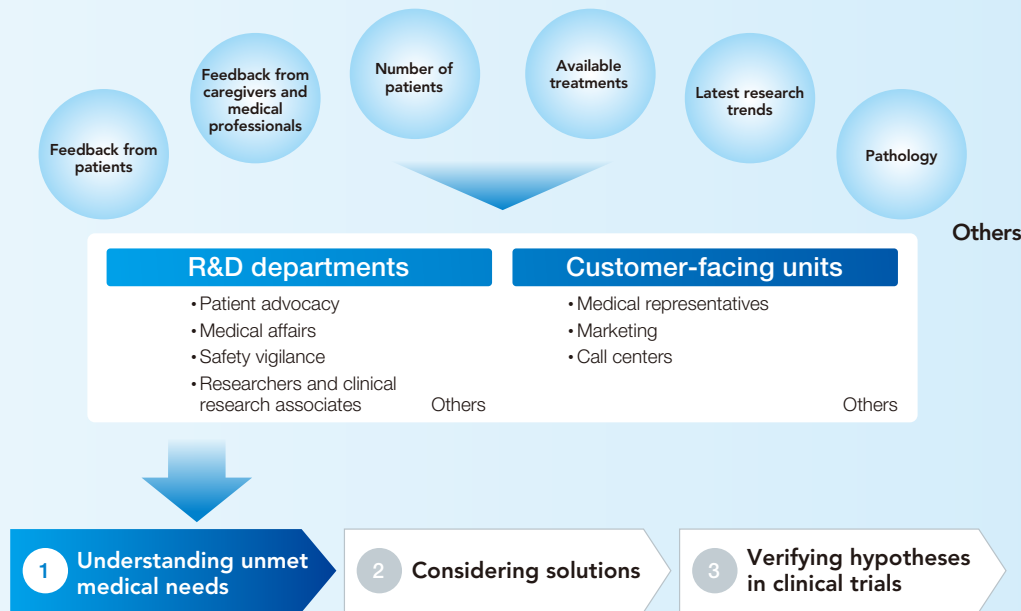 Feedback from
patients
Feedback from
caregivers and
medical
professionals
Number of
patients
Available
treatments
Latest research
trends
Pathology
Others
R&D departments
・Patient advocacy
・Medical affairs
・Safety vigilance
・Researchers and clinical
research associates
Others
Customer-facing units
・Medical representatives
・Marketing
・Call centers
Others
1
Understanding unmet
medical needs
2
Considering solutions
3
Verifying hypotheses
in clinical trials